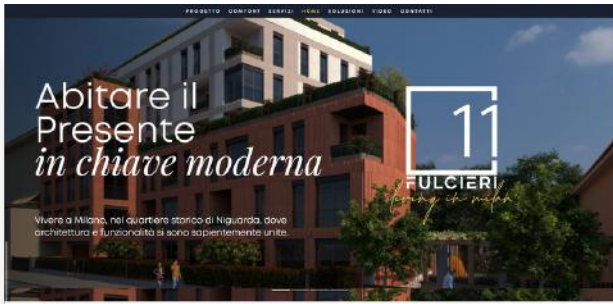 PROGETTO COMFORT SERVIZI HOME SOLUZIONI VIDEO CONTATTI
Abitare il
Presente
in chiave moderna
Vivere a Milano, nel quartiere storico di Niguarda, dove
architettura e funzionalità si sono sapientemente unite.
11
FULCIERI
living in milan